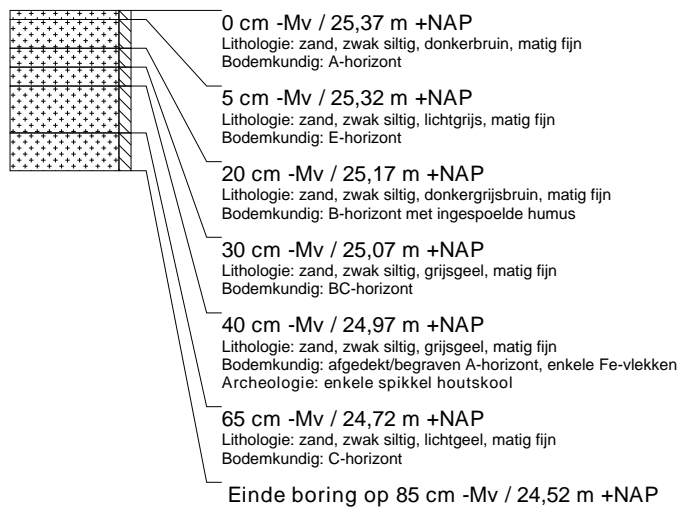 0 cm -Mv / 25,37 m +NAP
Lithologie: zand, zwak siltig, donkerbruin, matig fijn
Bodemkundig: A-horizont
5 cm -Mv / 25,32 m +NAP
Lithologie: zand, zwak siltig, lichtgrijs, matig fijn
Bodemkundig: E-horizont
20 cm -Mv / 25,17 m +NAP
Lithologie: zand, zwak siltig, donkergrijsbruin, matig fijn
Bodemkundig: B-horizont met ingespoelde humus
30 cm -Mv / 25,07 m +NAP
Lithologie: zand, zwak siltig, grijsgeel, matig fijn
Bodemkundig: BC-horizont
40 cm -Mv / 24,97 m +NAP
Lithologie: zand, zwak siltig, grijsgeel, matig fijn
Bodemkundig: afgedekt/begraven A-horizont, enkele Fe-vlekken
Archeologie: enkele spikkel houtskool
65 cm -Mv / 24,72 m +NAP
Lithologie: zand, zwak siltig, lichtgeel, matig fijn
Bodemkundig: C-horizont
Einde boring op 85 cm -Mv / 24,52 m +NAP